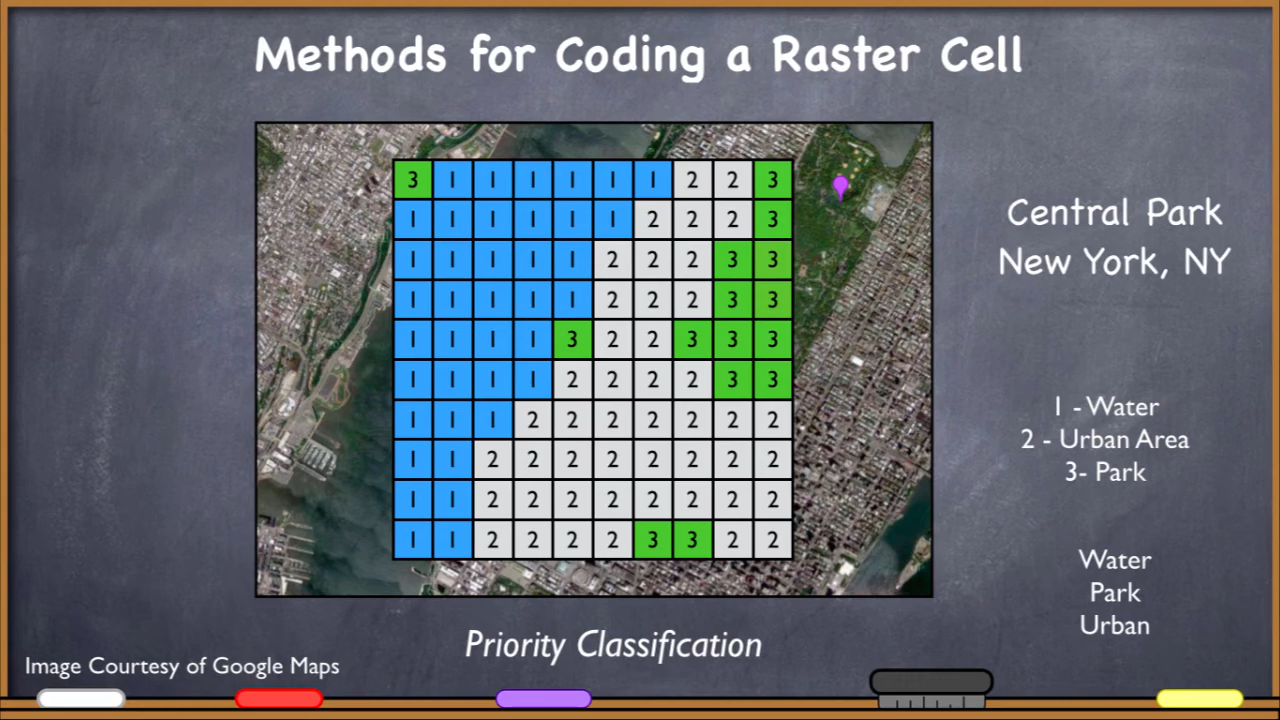 Methods for Coding a Raster Cell
3 1 1 1 1 1 1 2 2 3
1 1 1 1 1 1 2 2 2 3
1 1 1 1 1 2 2 2 3 3
1 1 1 1 1 2 2 2 3 3
1 1 1 1 3 2 2 3 3 3
1 1 1 1 2 2 2 2 3 3
1 1 1 2 2 2 2 2 2 2
1 1 2 2 2 2 2 2 2 2
1 1 2 2 2 2 2 2 2 2
1 1 2 2 2 2 3 3 2 2
Central Park
New York, NY
1 - Water
2 - Urban Area
3- Park
Water
Park
Urban
Priority Classification
Image Courtesy of Google Maps